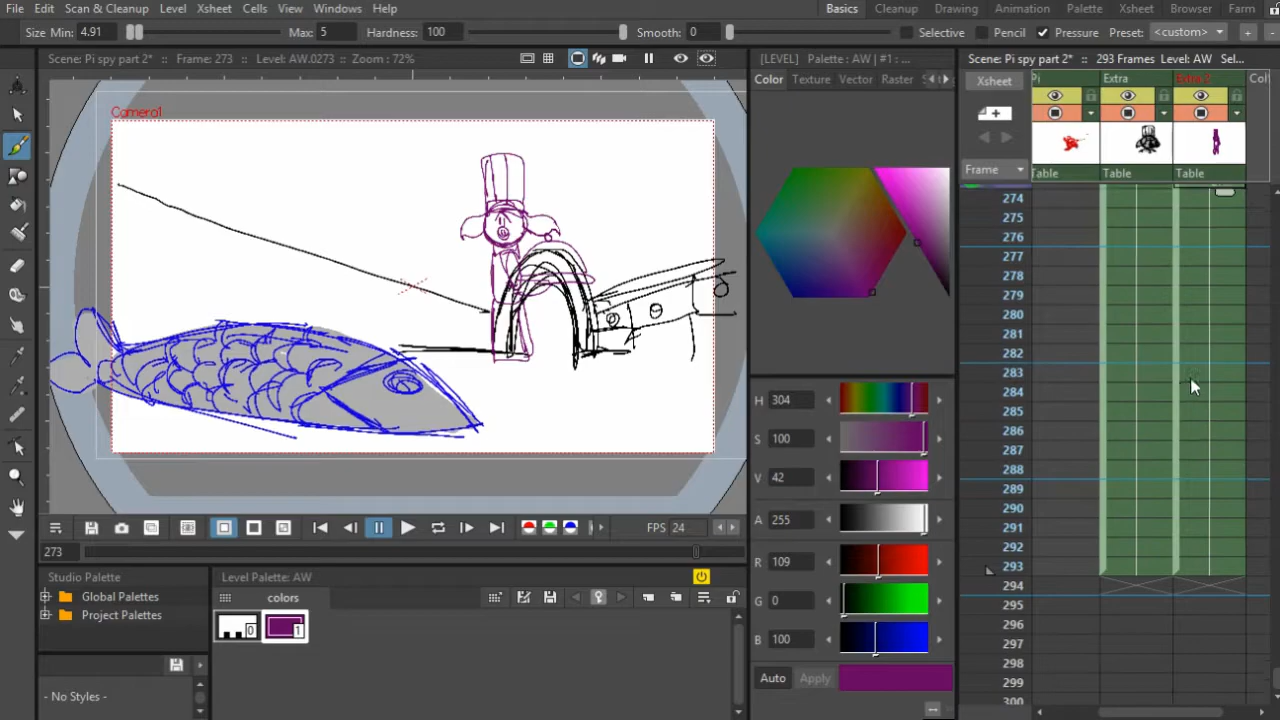 File Edit Scan & Cleanup Level Xsheet Cells View Windows Help Basics Cleanup Drawing Animation Palette Xsheet Browser Farm
Size Min: 4.91 Max: 5 Hardness: 100 Smooth: 0 Selective Pencil Pressure Preset: <custom> + -
Scene: Pi spy part 2* :: Frame: 273 :: Level: AW.0273 :: Zoom : 72%
[LEVEL] Palette : AW | #1 : ...
Scene: Pi spy part 2* :: 293 Frames Level: AW Sel...
Color Texture Vector Raster
Xsheet
Pi Extra Extra 2
Camera1
Frame
Table Table Table
274
275
276
277
278
279
280
281
282
283
284
285
286
287
288
289
290
291
292
293
294
295
296
297
298
299
300
H 304
S 100
V 42
A 255
R 109
G 0
B 100
Auto Apply
FPS 24
273
Studio Palette
Global Palettes
Project Palettes
- No Styles -
Level Palette: AW
colors
0 1